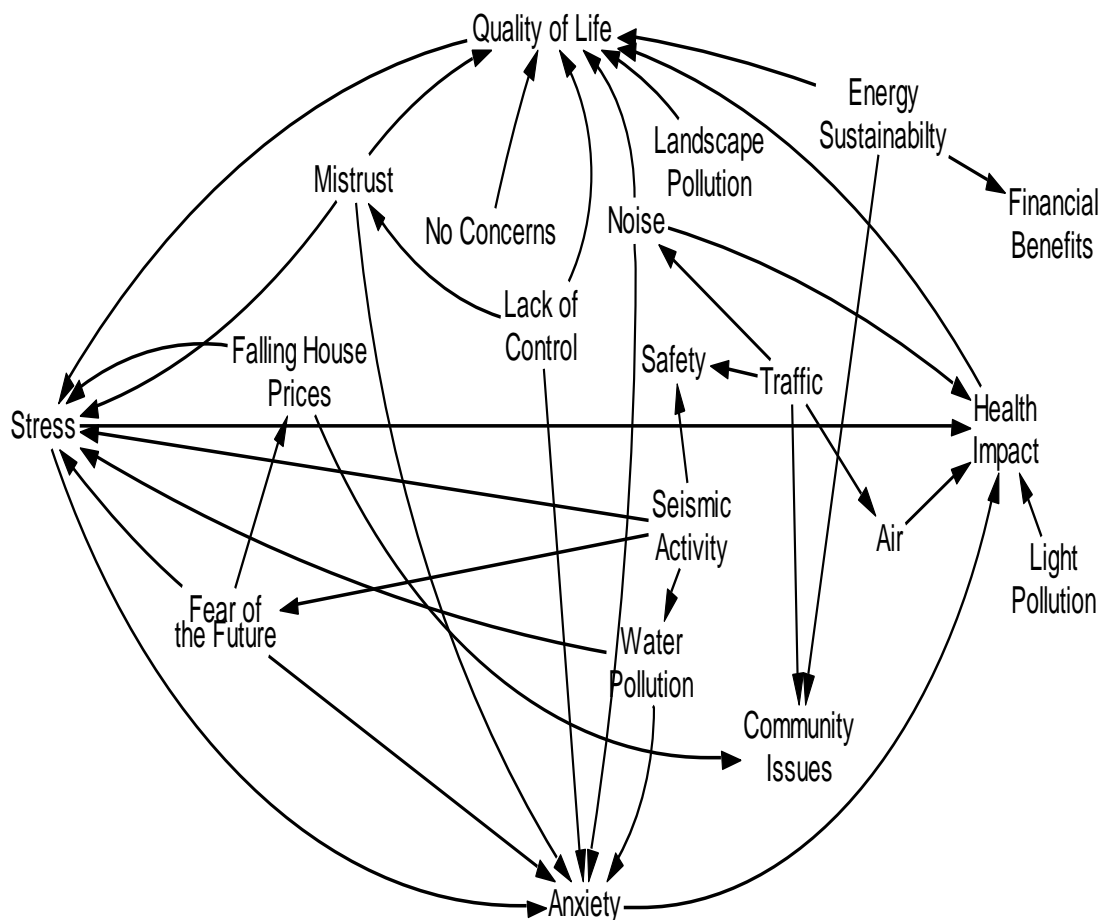 Quality of Life
Energy
Sustainabilty
Landscape
Pollution
Mistrust
Financial
Benefits
No Concerns
Noise
Lack of
Control
Falling House
Prices
Safety
Traffic
Stress
Health
Impact
Seismic
Activity
Air
Light
Pollution
Fear of
the Future
Water
Pollution
Community
Issues
Anxiety